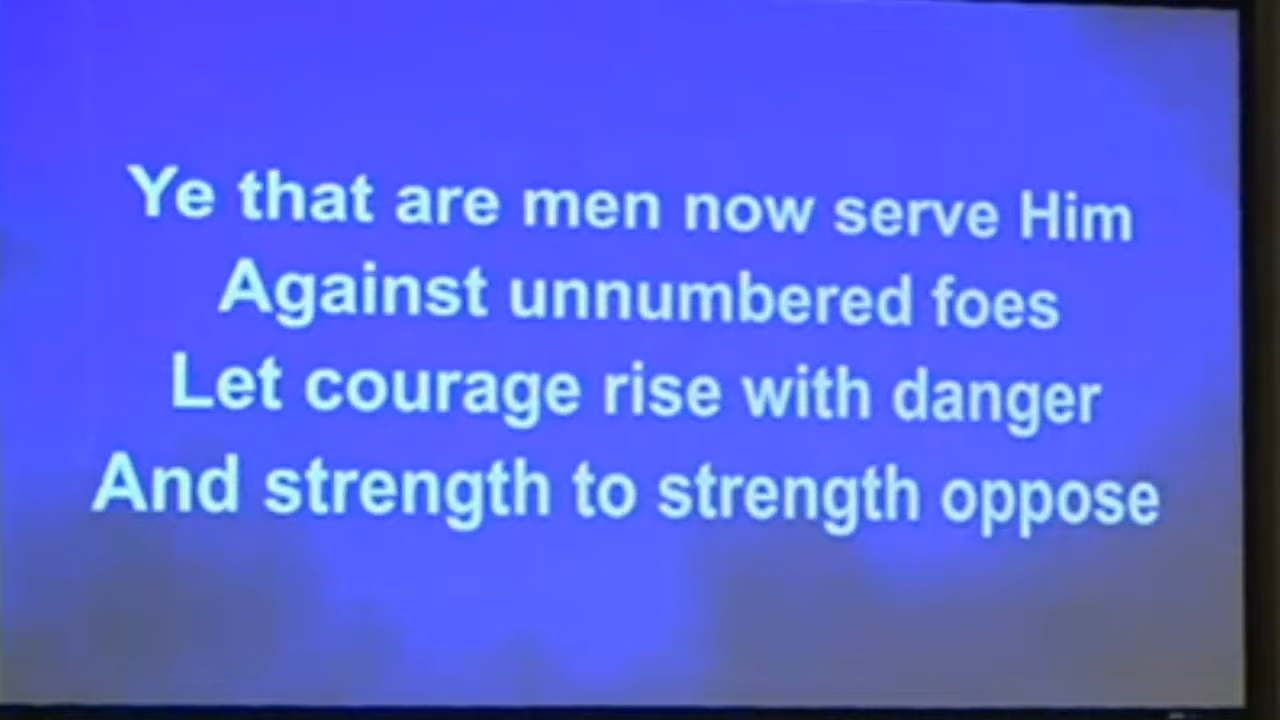 Ye that are men now serve Him
Against unnumbered foes
Let courage rise with danger
And strength to strength oppose